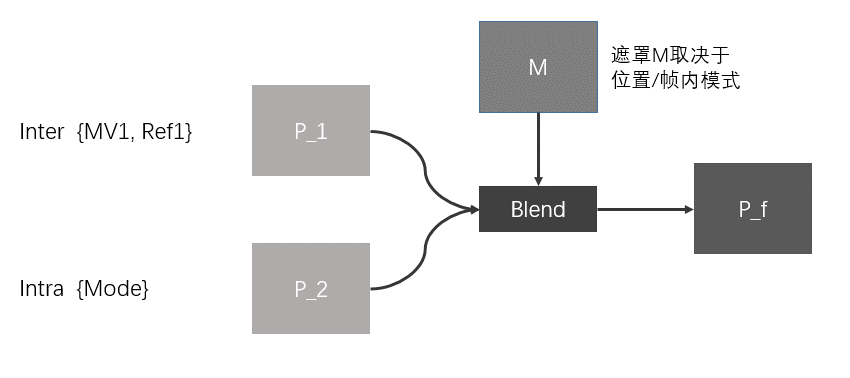 M
遮罩M取决于
位置/帧内模式
Inter {MV1, Ref1}
P_1
Blend
P_f
Intra {Mode}
P_2